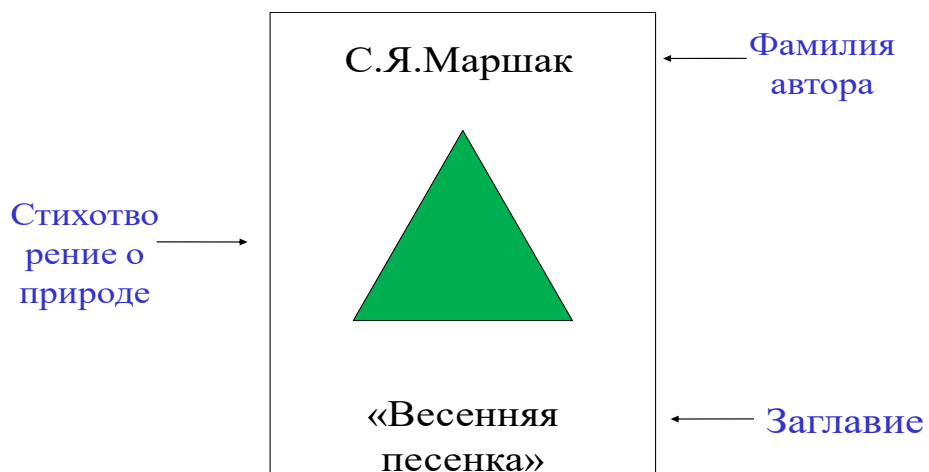 С.Я.Маршак
Фамилия
автора
Стихотво
рение о
природе
«Весенняя
песенка»
Заглавие